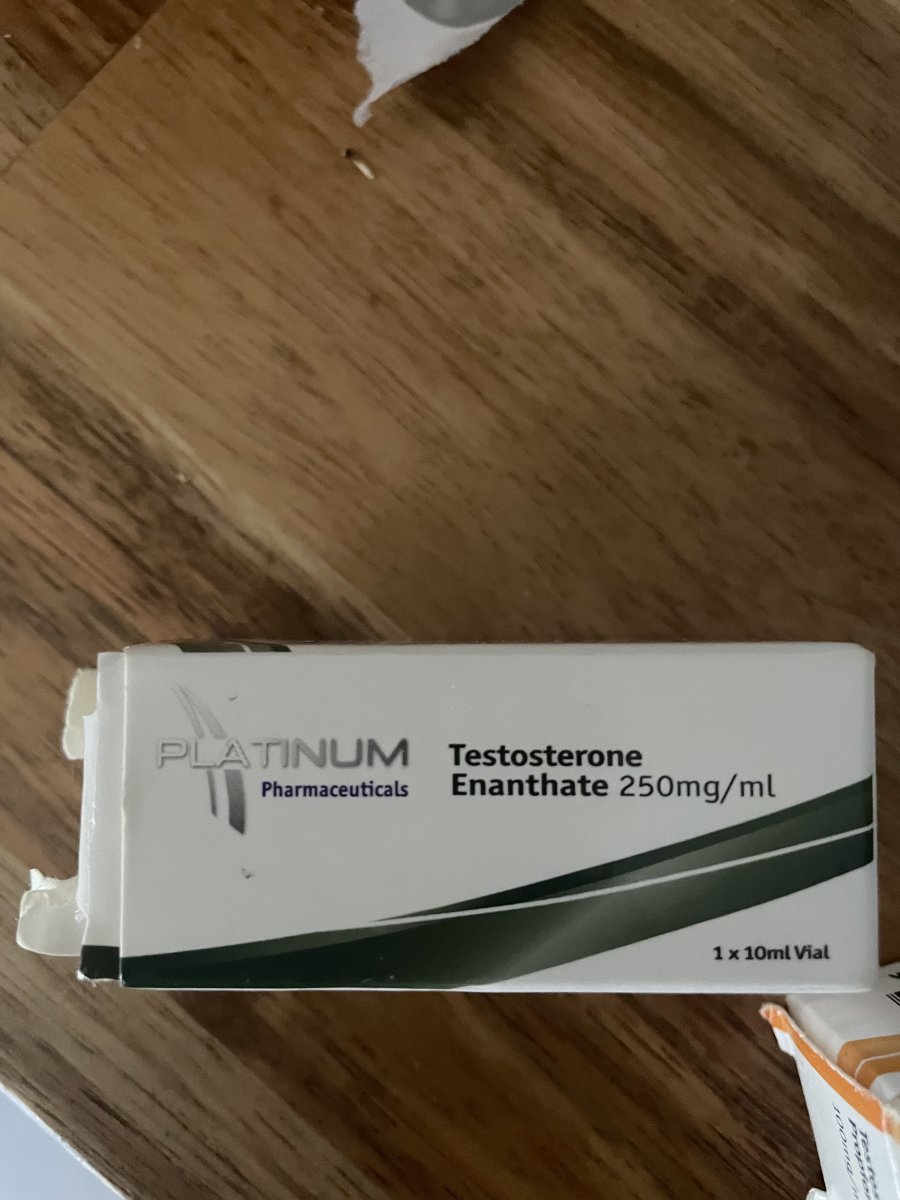 PLATINUM
Pharmaceuticals
Testosterone
Enanthate 250mg/ml
1 x 10ml Vial